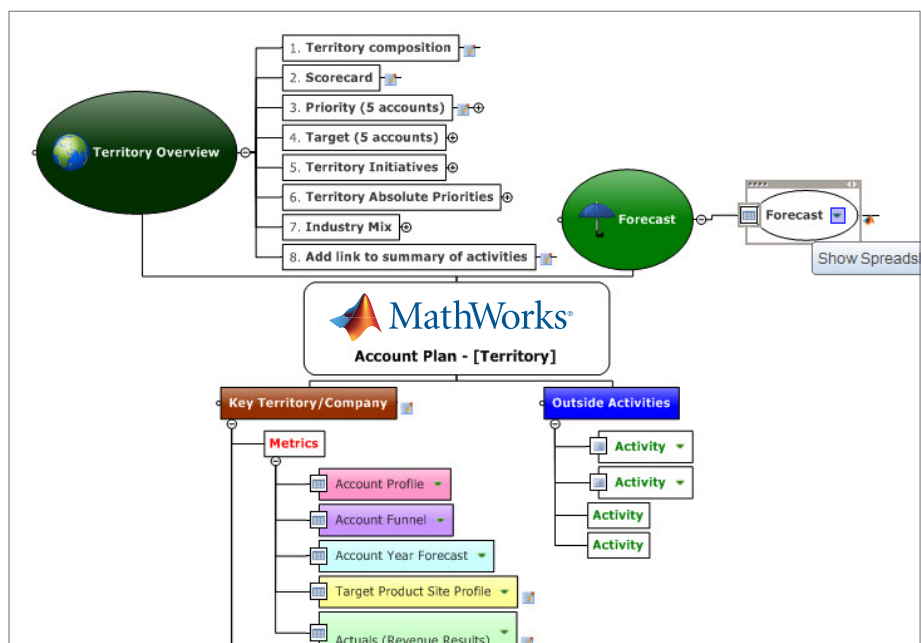 Territory Overview
1. Territory composition
2. Scorecard
3. Priority (5 accounts)
4. Target (5 accounts)
5. Territory Initiatives
6. Territory Absolute Priorities
7. Industry Mix
8. Add link to summary of activities
Forecast
Forecast
Show Spreads
MathWorks®
Account Plan - [Territory]
Key Territory/Company
Metrics
Account Profile
Account Funnel
Account Year Forecast
Target Product Site Profile
Actuals (Revenue Results)
Outside Activities
Activity
Activity
Activity
Activity